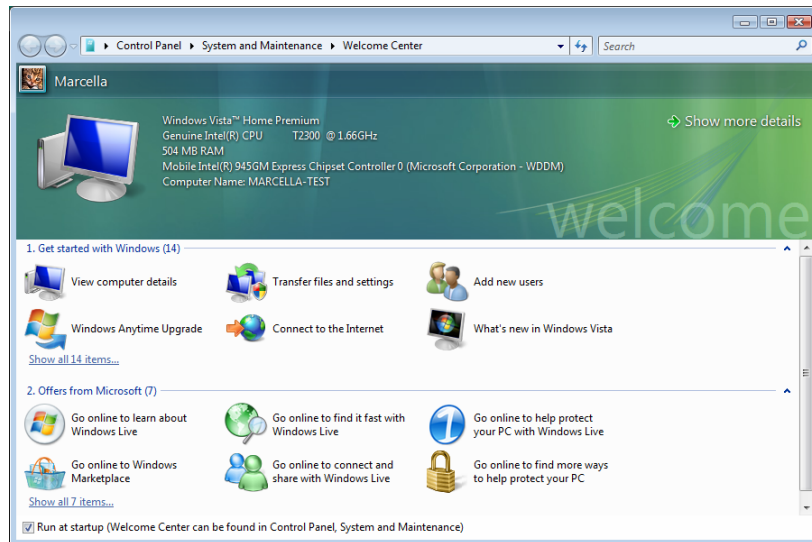 Control Panel ▸ System and Maintenance ▸ Welcome Center
Search
Marcella
Windows Vista™ Home Premium
Genuine Intel(R) CPU T2300 @ 1.66GHz
504 MB RAM
Mobile Intel(R) 945GM Express Chipset Controller 0 (Microsoft Corporation - WDDM)
Computer Name: MARCELLA-TEST
Show more details
welcome
1. Get started with Windows (14)
View computer details
Transfer files and settings
Add new users
Windows Anytime Upgrade
Connect to the Internet
What's new in Windows Vista
Show all 14 items...
2. Offers from Microsoft (7)
Go online to learn about
Windows Live
Go online to find it fast with
Windows Live
Go online to help protect
your PC with Windows Live
Go online to Windows
Marketplace
Go online to connect and
share with Windows Live
Go online to find more ways
to help protect your PC
Show all 7 items...
Run at startup (Welcome Center can be found in Control Panel, System and Maintenance)